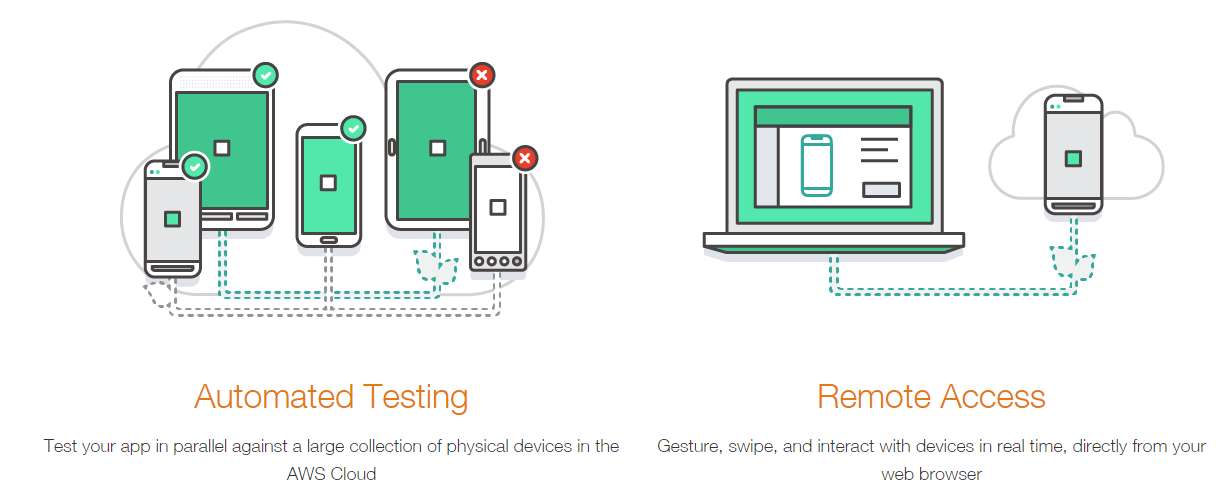 Automated Testing
Test your app in parallel against a large collection of physical devices in the
AWS Cloud
Remote Access
Gesture, swipe, and interact with devices in real time, directly from your
web browser